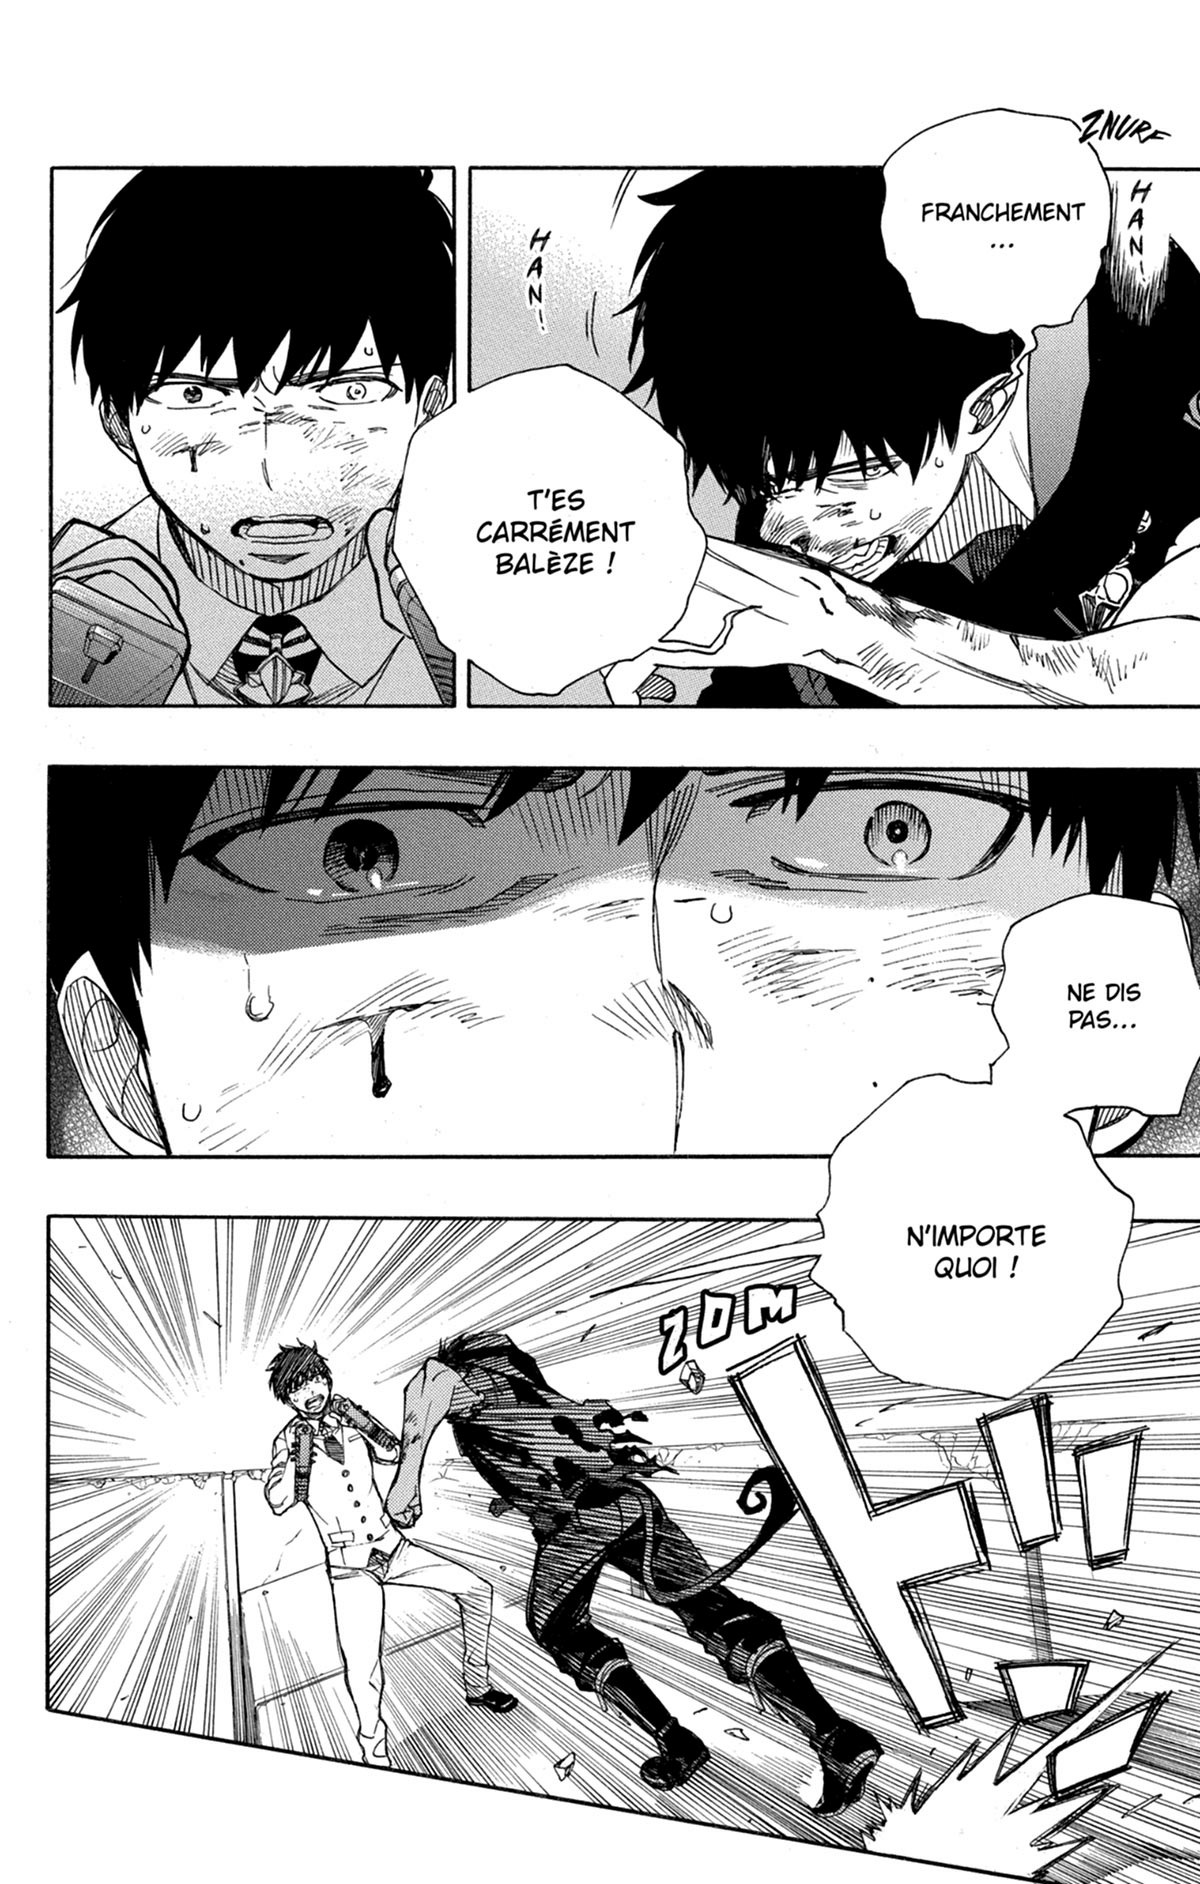 ZNURF
FRANCHEMENT
...
HAN!
HAN!
T'ES
CARRÉMENT
BALÈZE !
NE DIS
PAS...
N'IMPORTE
QUOI !
ZOM